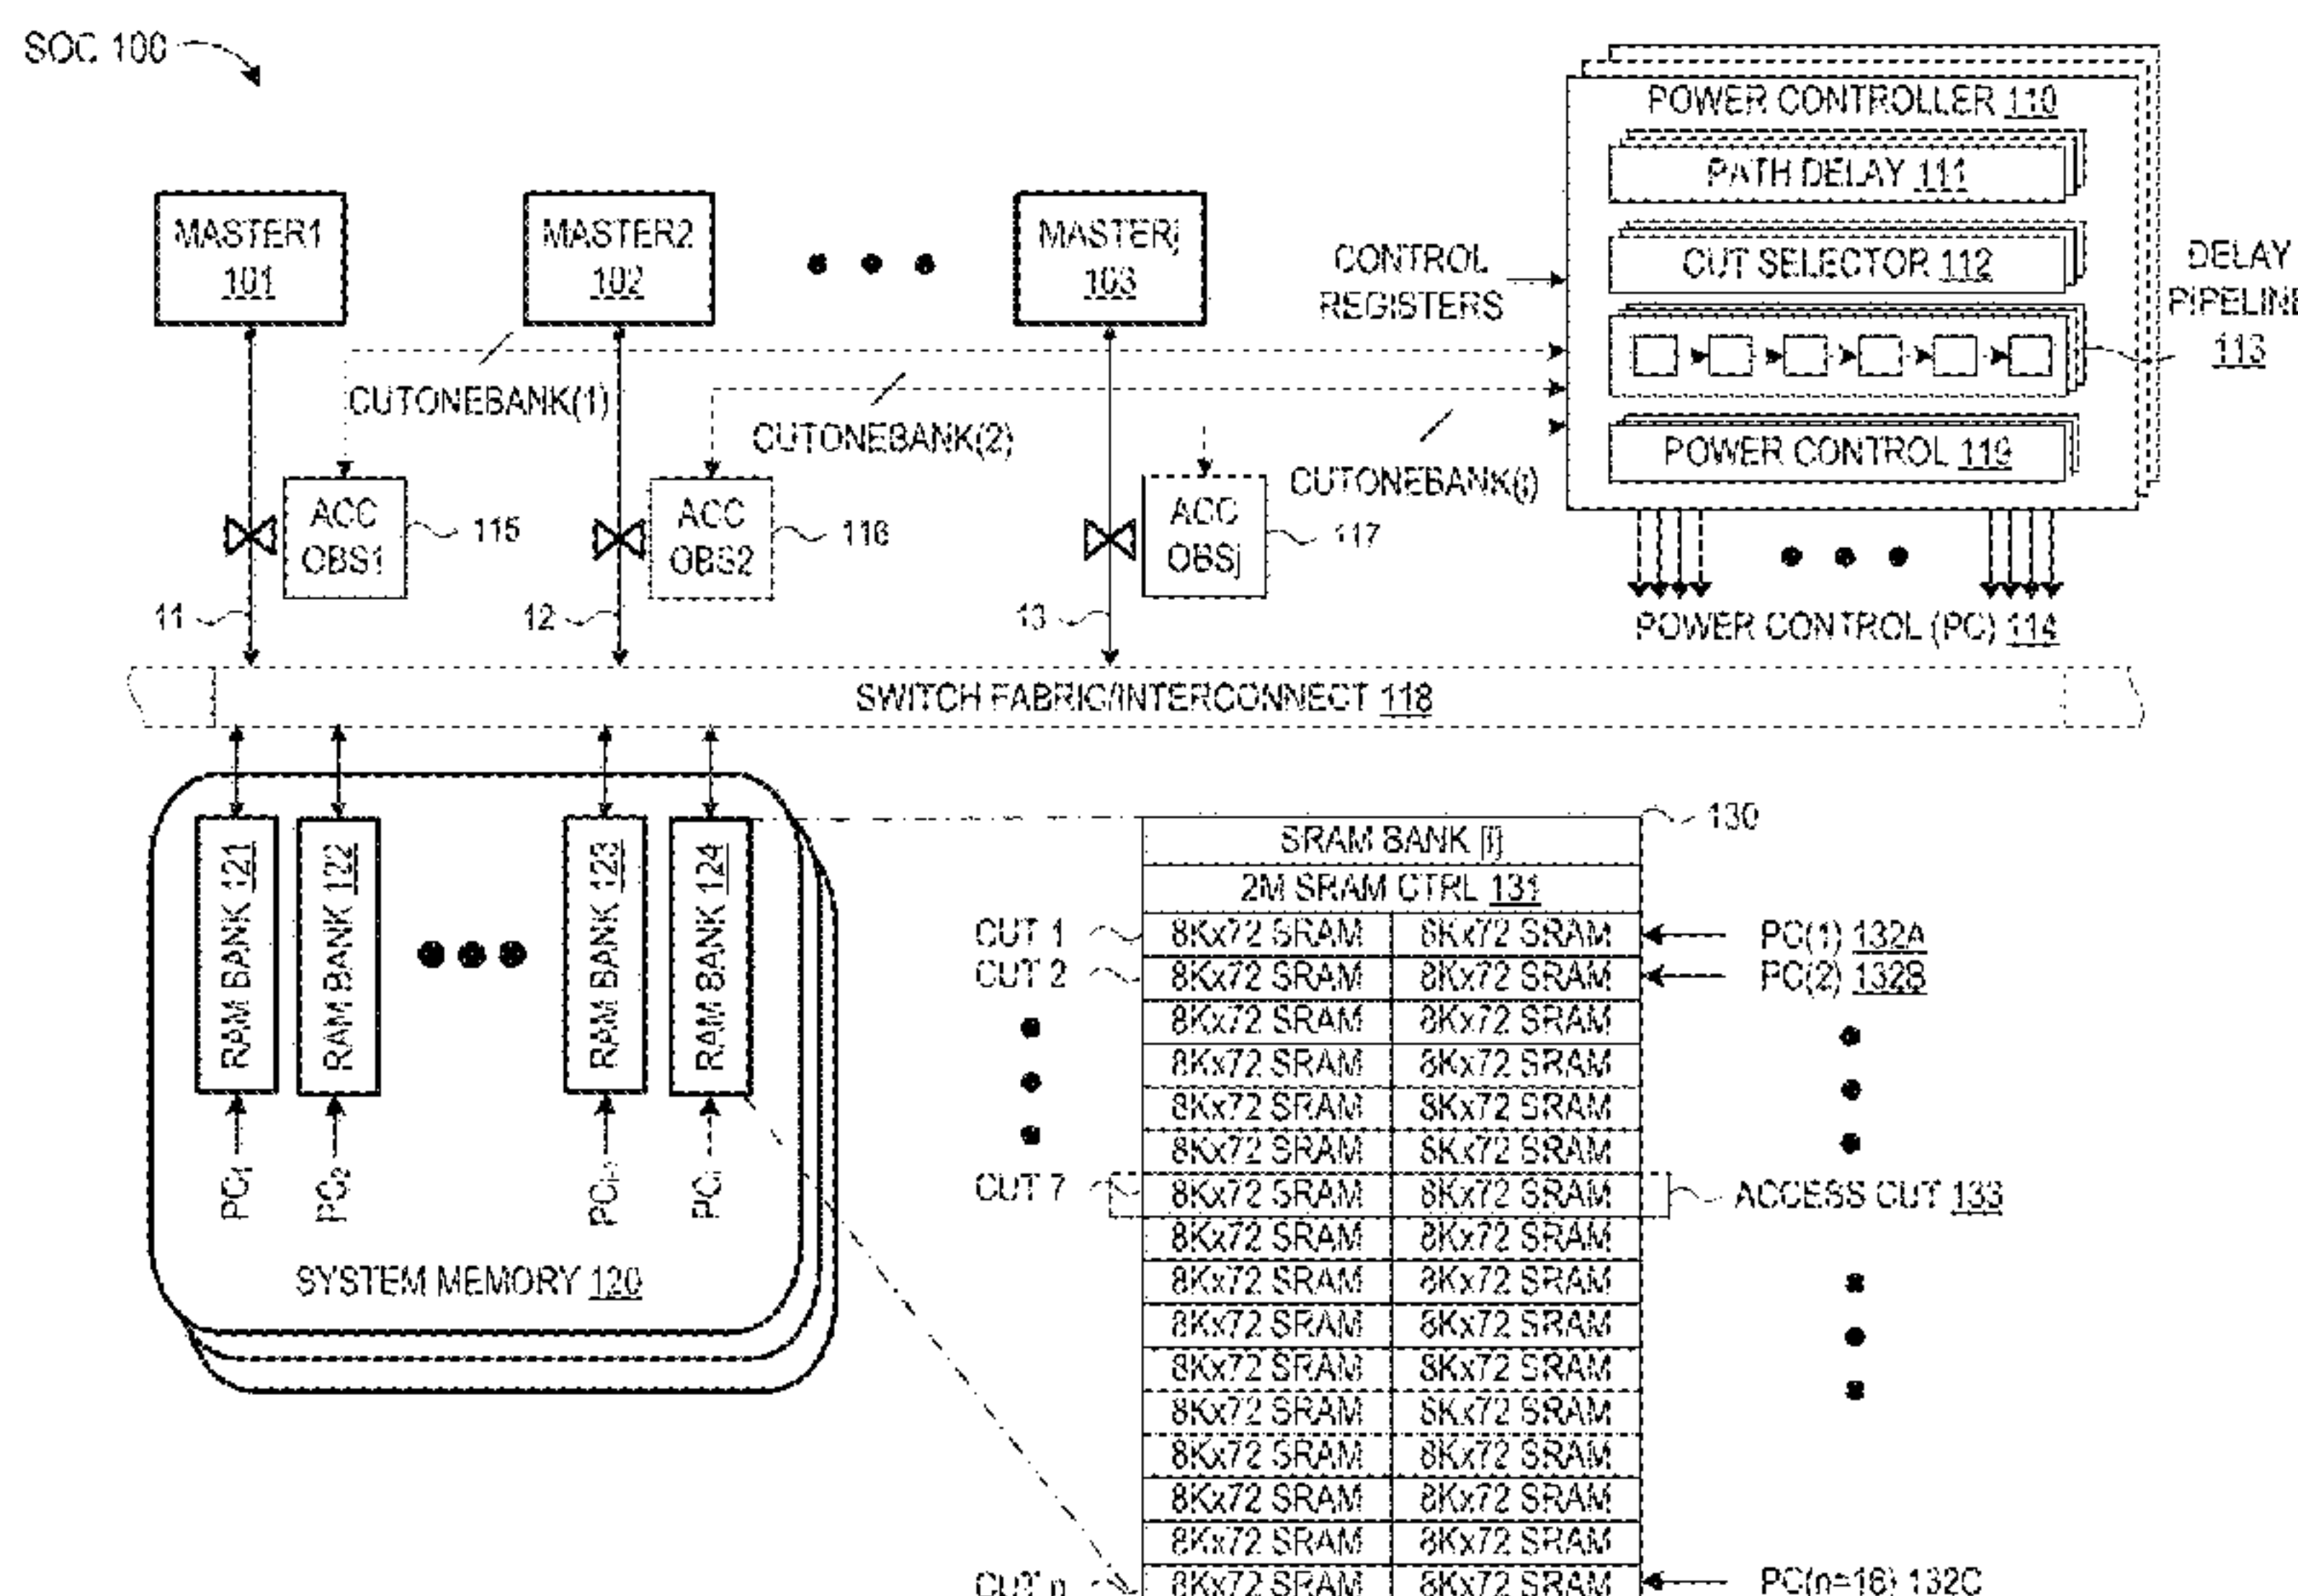 SOC 100
POWER CONTROLLER 110
PATH DELAY 111
CUT SELECTOR 112
DELAY
PIPELINE
113
POWER CONTROL 119
CONTROL
REGISTERS
MASTER1
101
MASTER2
102
MASTERj
103
CUTONEBANK(1)
CUTONEBANK(2)
CUTONEBANK(j)
ACC
OBS1
115
ACC
OBS2
116
ACC
OBSj
117
11
12
13
POWER CONTROL (PC) 114
SWITCH FABRIC/INTERCONNECT 118
RAM BANK 121
RAM BANK 122
RAM BANK 123
RAM BANK 124
PC1
PC2
PCi-1
PCi
SYSTEM MEMORY 120
130
SRAM BANK [i]
2M SRAM CTRL 131
CUT 1 8Kx72 SRAM 8Kx72 SRAM PC(1) 132A
CUT 2 8Kx72 SRAM 8Kx72 SRAM PC(2) 132B
8Kx72 SRAM 8Kx72 SRAM
8Kx72 SRAM 8Kx72 SRAM
8Kx72 SRAM 8Kx72 SRAM
8Kx72 SRAM 8Kx72 SRAM
CUT 7 8Kx72 SRAM 8Kx72 SRAM ACCESS CUT 133
8Kx72 SRAM 8Kx72 SRAM
8Kx72 SRAM 8Kx72 SRAM
8Kx72 SRAM 8Kx72 SRAM
8Kx72 SRAM 8Kx72 SRAM
8Kx72 SRAM 8Kx72 SRAM
8Kx72 SRAM 8Kx72 SRAM
8Kx72 SRAM 8Kx72 SRAM
8Kx72 SRAM 8Kx72 SRAM
CUT n 8Kx72 SRAM 8Kx72 SRAM PC(n=16) 132C